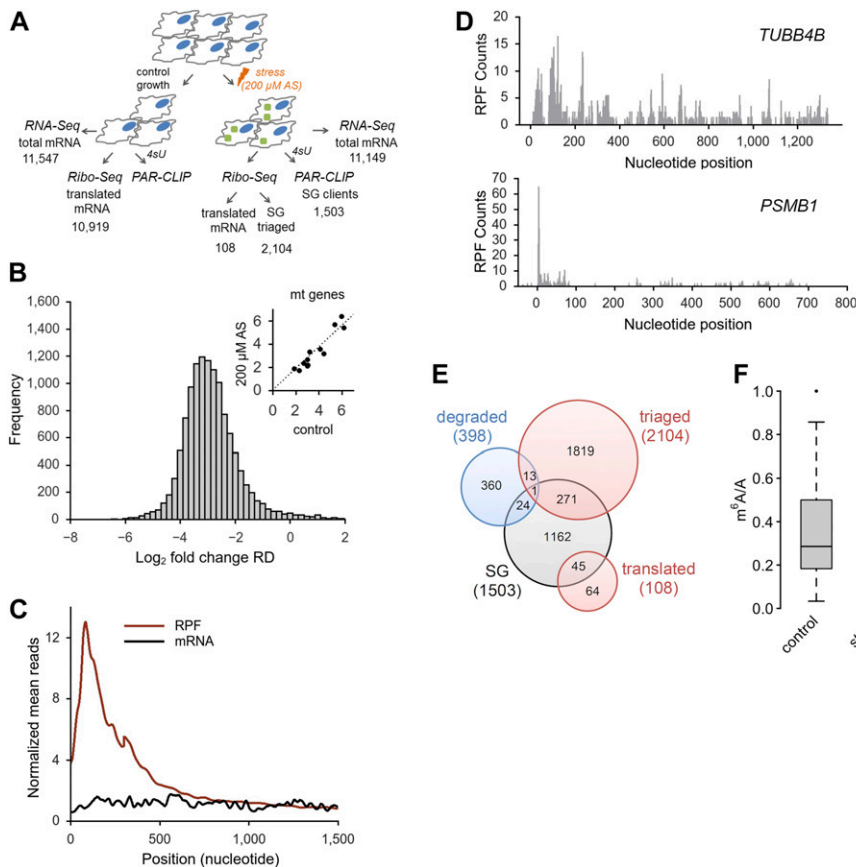 A
control
growth
stress
(200 µM AS)
RNA-Seq
total mRNA
11,547
4sU
Ribo-Seq
PAR-CLIP
translated
mRNA
10,919
RNA-Seq
total mRNA
11,149
4sU
Ribo-Seq
PAR-CLIP
SG clients
1,503
translated
mRNA
108
SG
triaged
2,104
B
Frequency
1,600
1,400
1,200
1,000
800
600
400
200
0
−8
−6
−4
−2
0
2
Log2 fold change RD
mt genes
200 µM AS
6
4
2
0
0
2
4
6
control
C
Normalized mean reads
12
8
4
0
RPF
mRNA
0
500
1,000
1,500
Position (nucleotide)
D
TUBB4B
RPF Counts
20
15
10
5
0
0
200
400
600
800
1,000
1,200
Nucleotide position
PSMB1
RPF Counts
70
60
50
40
30
20
10
0
0
100
200
300
400
500
600
700
800
Nucleotide position
E
degraded
(398)
triaged
(2104)
1819
13
360
1
24
271
1162
45
64
SG
(1503)
translated
(108)
F
m6A/A
1.0
0.8
0.6
0.4
0.2
0.0
control